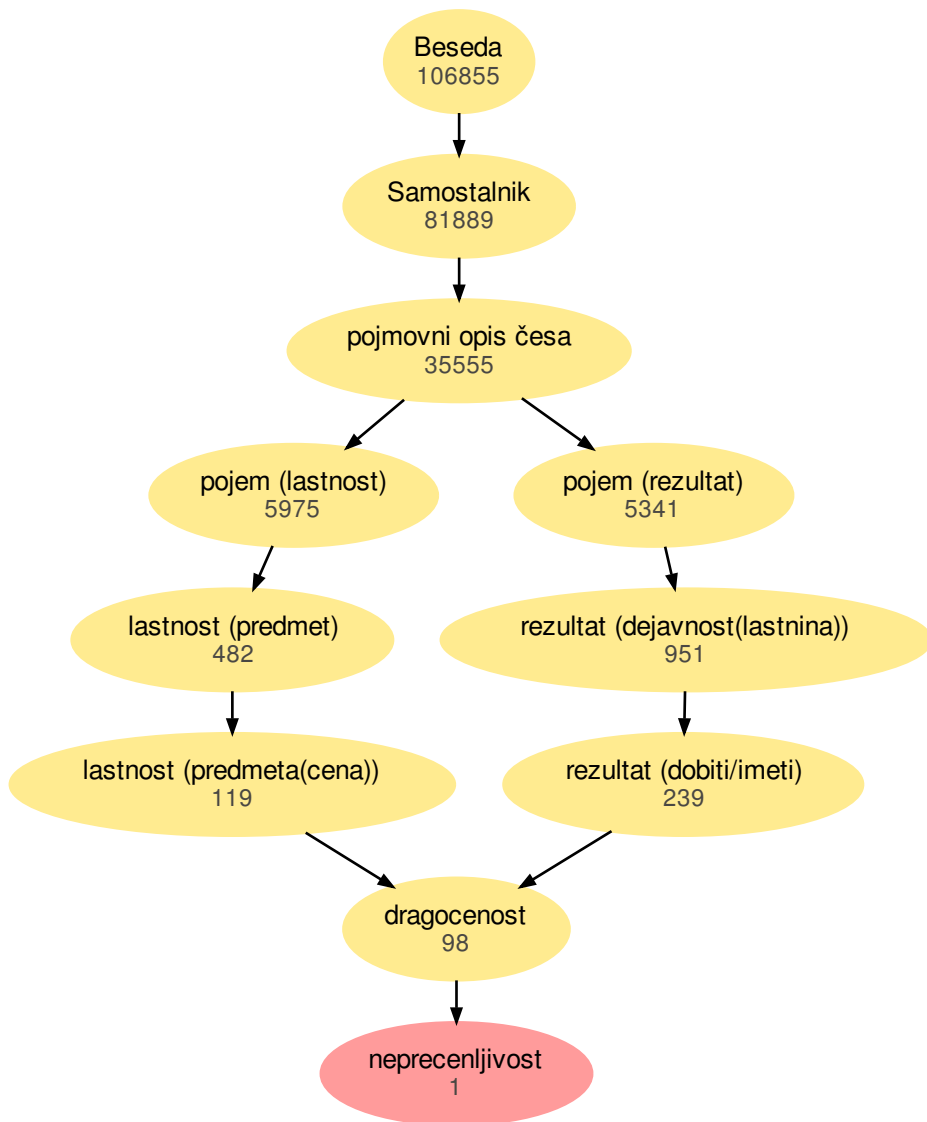 Beseda
106855
Samostalnik
81889
pojmovni opis česa
35555
pojem (lastnost)
5975
pojem (rezultat)
5341
lastnost (predmet)
482
rezultat (dejavnost(lastnina))
951
lastnost (predmeta(cena))
119
rezultat (dobiti/imeti)
239
dragocenost
98
neprecenljivost
1